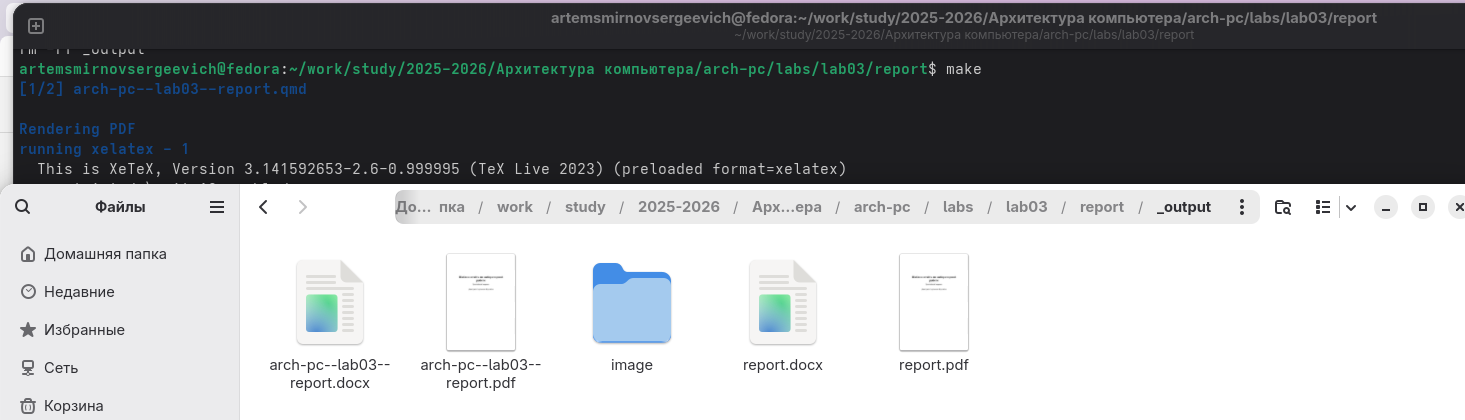 artemsmirnovsergeevich@fedora:~/work/study/2025-2026/Архитектура компьютера/arch-pc/labs/lab03/report
~/work/study/2025-2026/Архитектура компьютера/arch-pc/labs/lab03/report
rm -rf _output
artemsmirnovsergeevich@fedora:~/work/study/2025-2026/Архитектура компьютера/arch-pc/labs/lab03/report$ make
[1/2] arch-pc--lab03--report.qmd
Rendering PDF
running xelatex - 1
This is XeTeX, Version 3.141592653-2.6-0.999995 (TeX Live 2023) (preloaded format=xelatex)
Файлы
До... пка / work / study / 2025-2026 / Арх...ера / arch-pc / labs / lab03 / report / _output
Домашняя папка
Недавние
Избранные
Сеть
Корзина
arch-pc--lab03--
report.docx
arch-pc--lab03--
report.pdf
image
report.docx
report.pdf